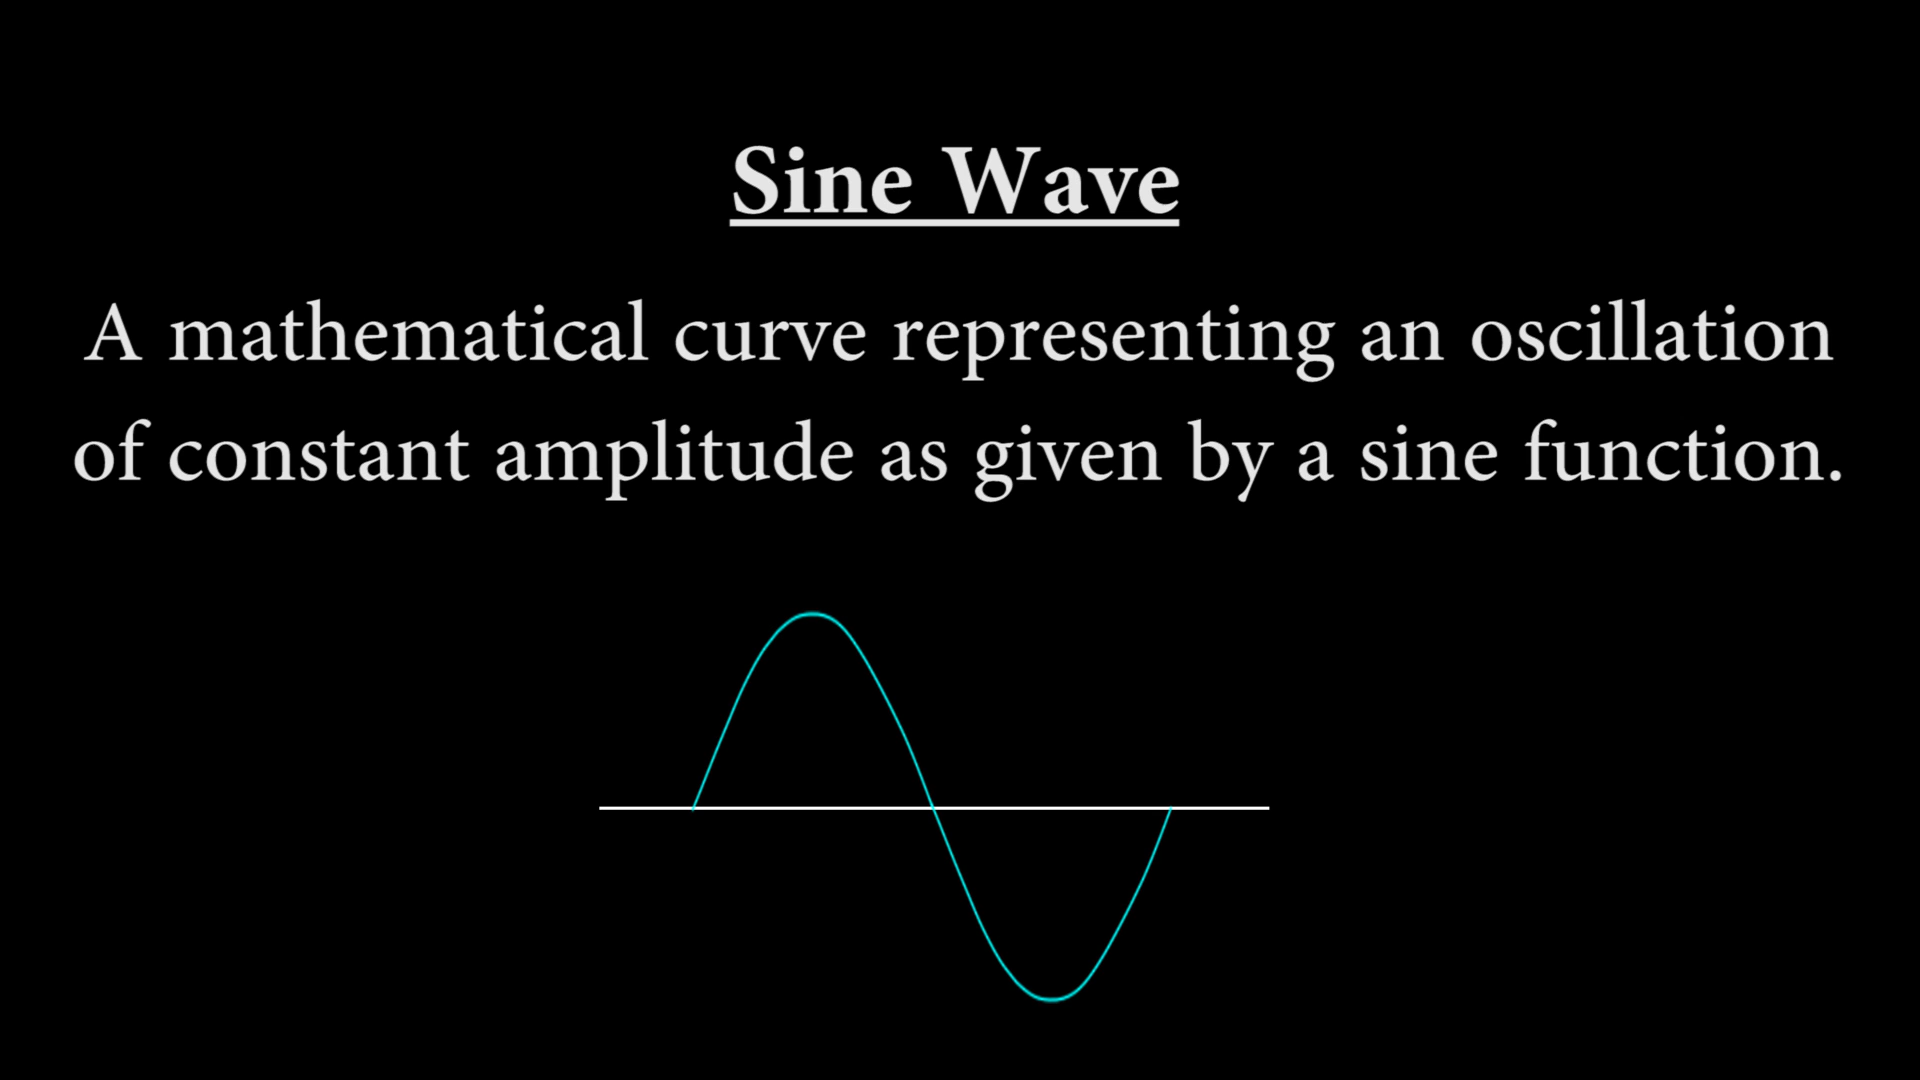 Sine Wave
A mathematical curve representing an oscillation
of constant amplitude as given by a sine function.